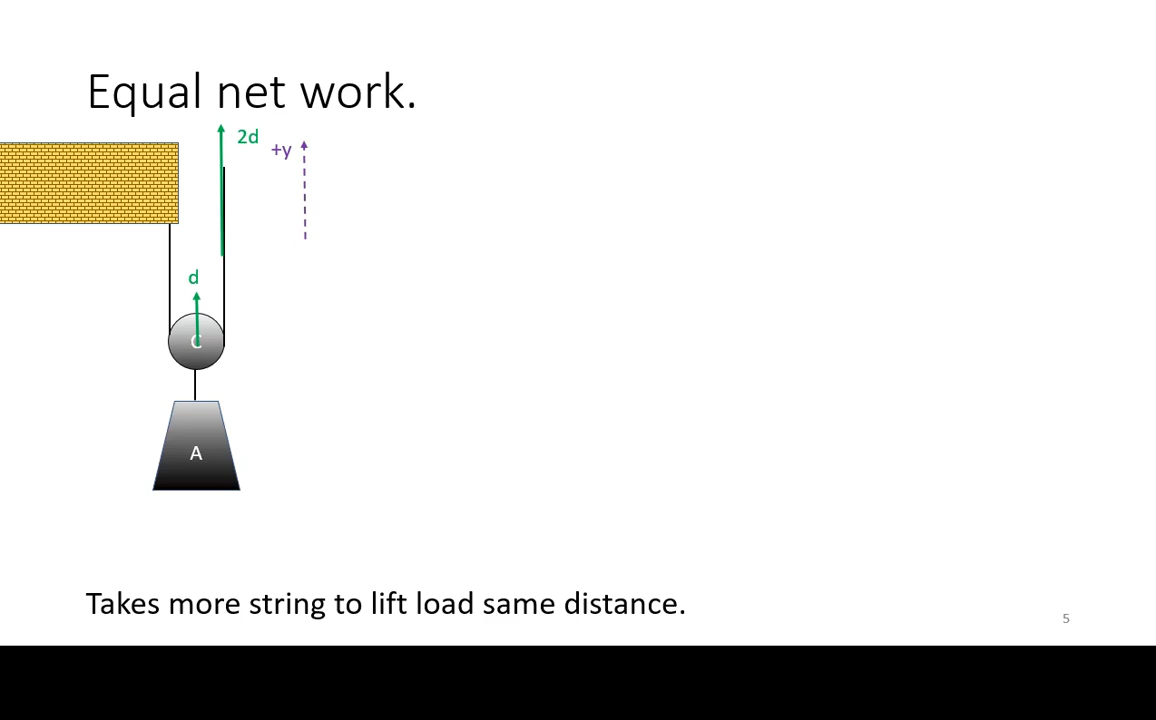 Equal net work.
2d
+y
d
C
A
Takes more string to lift load same distance.
5